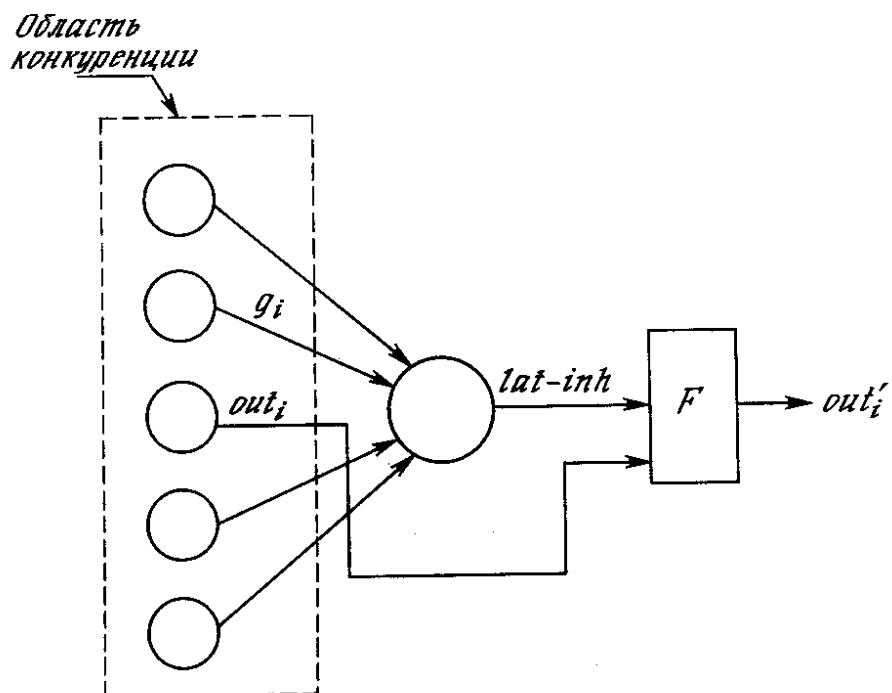 Область
конкуренции
g_i
out_i
lat-inh
F
out'_i